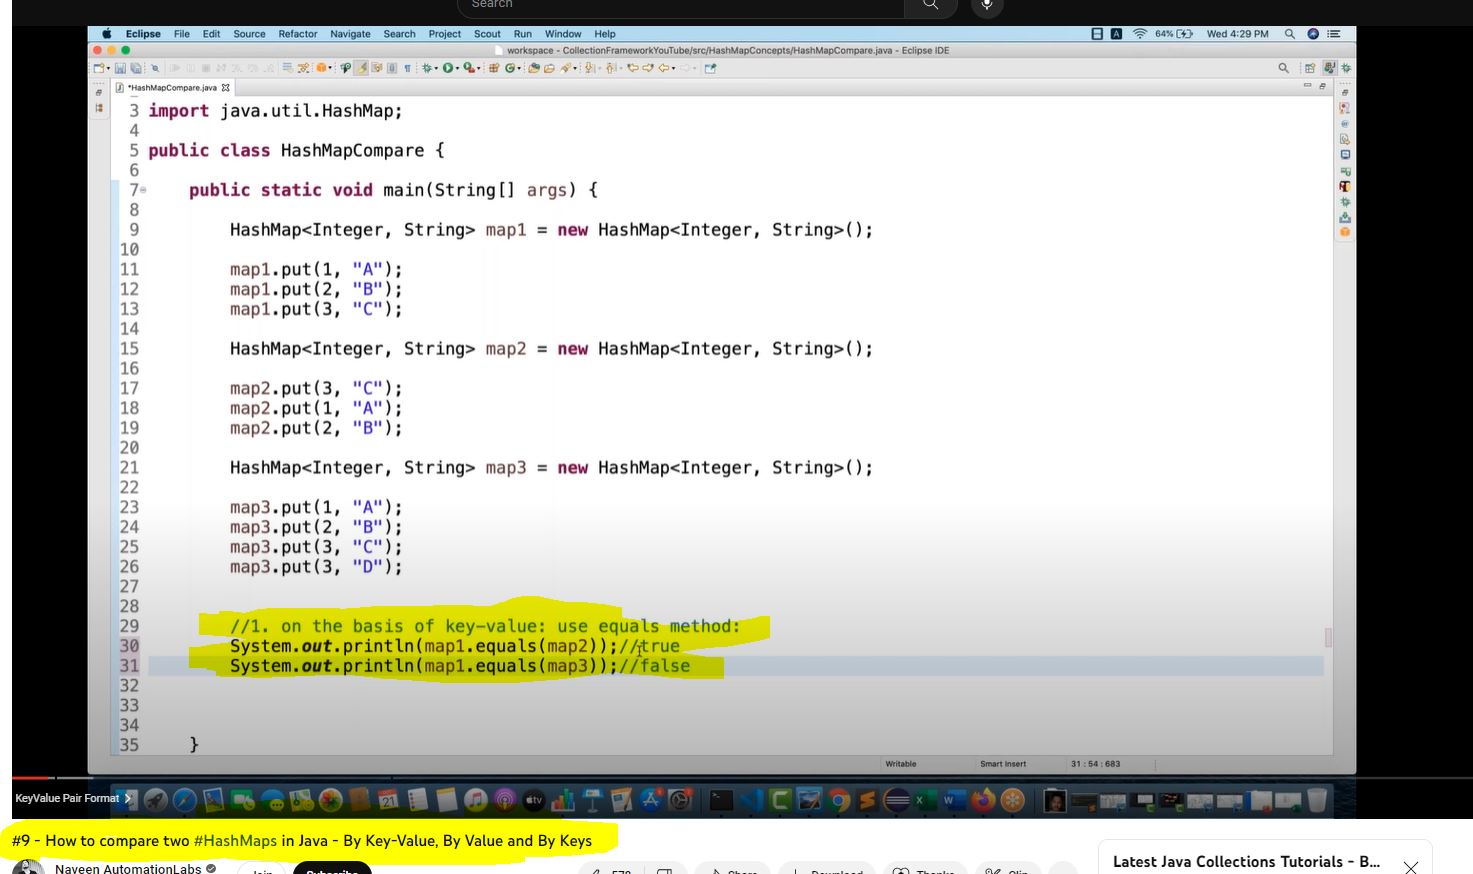 Search
Eclipse File Edit Source Refactor Navigate Search Project Scout Run Window Help
64% Wed 4:29 PM
workspace - CollectionFrameworkYouTube/src/HashMapConcepts/HashMapCompare.java - Eclipse IDE
*HashMapCompare.java
3 import java.util.HashMap;
4
5 public class HashMapCompare {
6
7 public static void main(String[] args) {
8
9 HashMap<Integer, String> map1 = new HashMap<Integer, String>();
10
11 map1.put(1, "A");
12 map1.put(2, "B");
13 map1.put(3, "C");
14
15 HashMap<Integer, String> map2 = new HashMap<Integer, String>();
16
17 map2.put(3, "C");
18 map2.put(1, "A");
19 map2.put(2, "B");
20
21 HashMap<Integer, String> map3 = new HashMap<Integer, String>();
22
23 map3.put(1, "A");
24 map3.put(2, "B");
25 map3.put(3, "C");
26 map3.put(3, "D");
27
28
29 //1. on the basis of key-value: use equals method:
30 System.out.println(map1.equals(map2));//true
31 System.out.println(map1.equals(map3));//false
32
33
34
35 }
Writable Smart Insert 31 : 54 : 683
KeyValue Pair Format
#9 - How to compare two #HashMaps in Java - By Key-Value, By Value and By Keys
Naveen AutomationLabs
Join Subscribe 578 Share Download Thanks Clip
Latest Java Collections Tutorials - B...